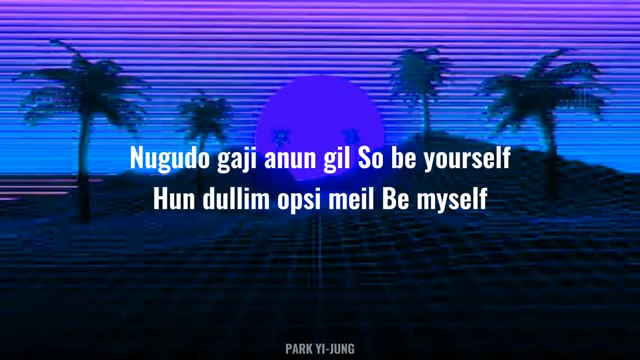 Nugudo gaji anun gil So be yourself
Hun dullim opsi meil Be myself
PARK YI-JUNG